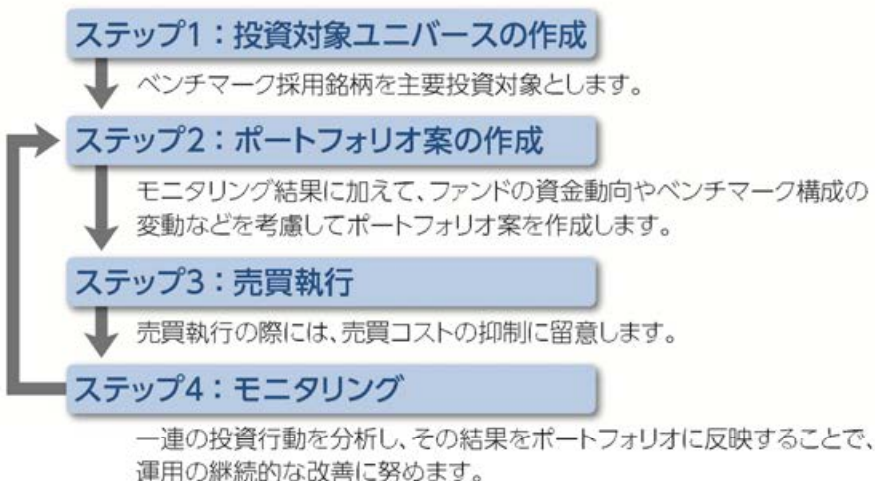 ステップ1：投資対象ユニバースの作成
ベンチマーク採用銘柄を主要投資対象とします。
ステップ2：ポートフォリオ案の作成
モニタリング結果に加えて、ファンドの資金動向やベンチマーク構成の
変動などを考慮してポートフォリオ案を作成します。
ステップ3：売買執行
売買執行の際には、売買コストの抑制に留意します。
ステップ4：モニタリング
一連の投資行動を分析し、その結果をポートフォリオに反映することで、
運用の継続的な改善に努めます。